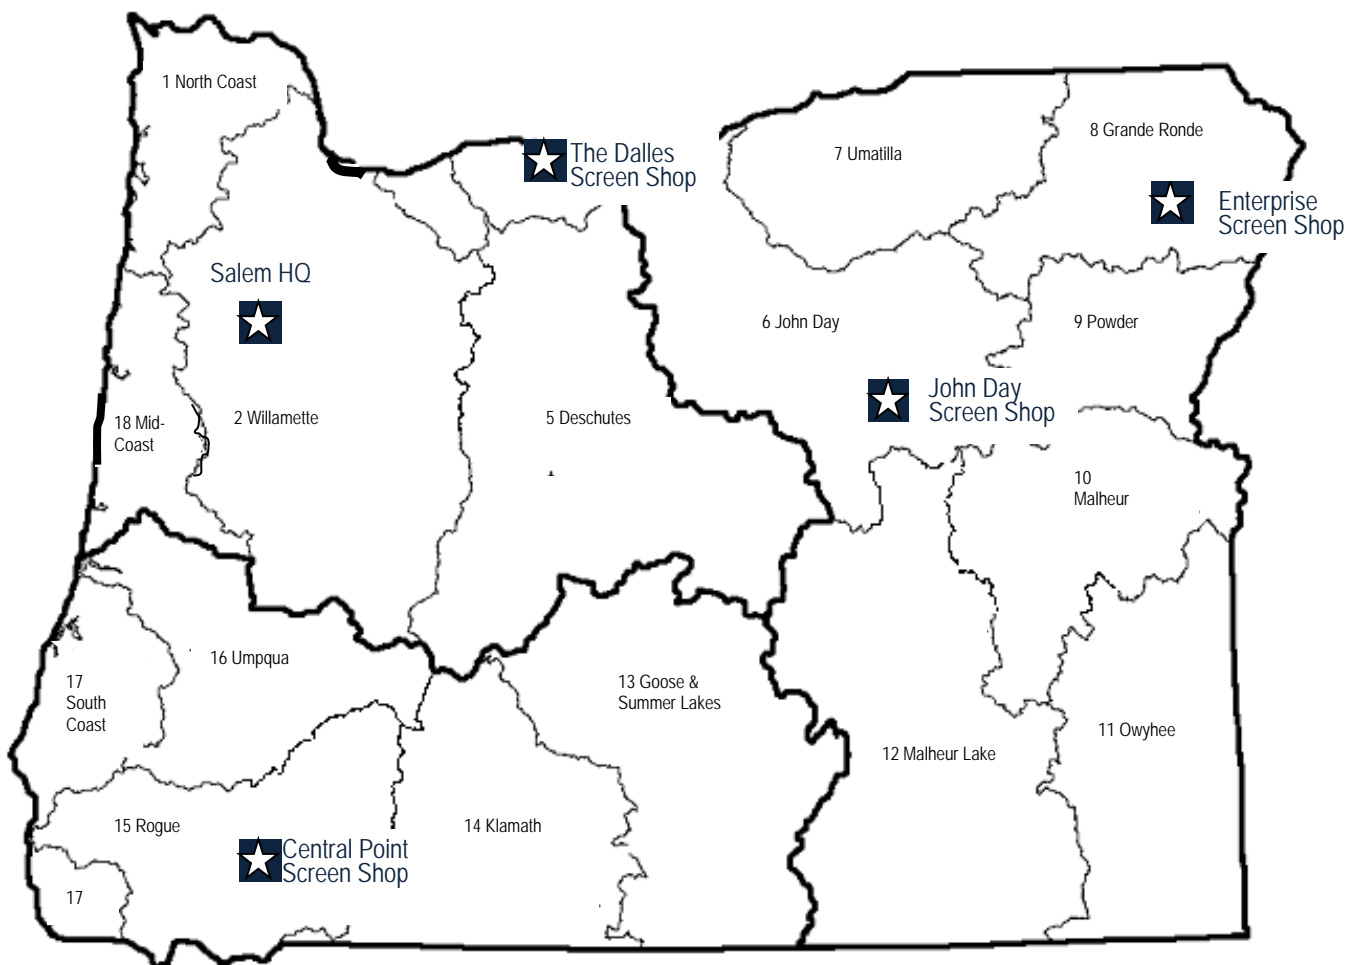 1 North Coast
8 Grande Ronde
7 Umatilla
The Dalles
Screen Shop
Enterprise
Screen Shop
Salem HQ
6 John Day
9 Powder
John Day
Screen Shop
18 Mid-
Coast
2 Willamette
5 Deschutes
10
Malheur
16 Umpqua
17
South
Coast
13 Goose &
Summer Lakes
11 Owyhee
12 Malheur Lake
15 Rogue
14 Klamath
Central Point
Screen Shop
17